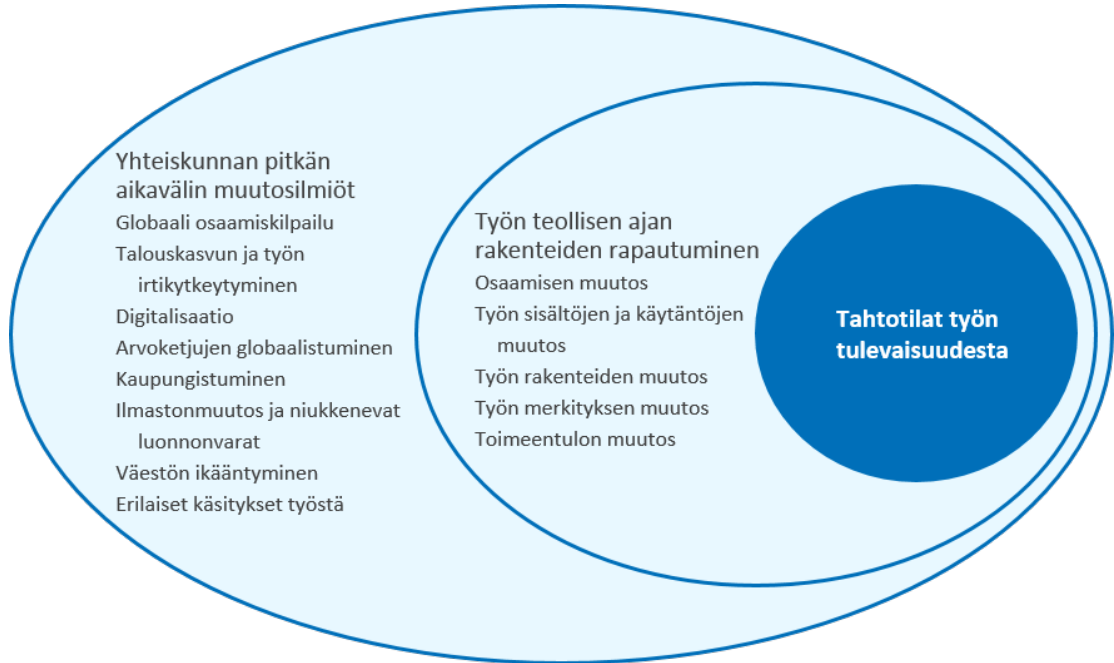 Yhteiskunnan pitkän
aikavälin muutosilmiöt
Globaali osaamiskilpailu
Talouskasvun ja työn
irtikytkeytyminen
Digitalisaatio
Arvoketjujen globaalistuminen
Kaupungistuminen
Ilmastonmuutos ja niukkenevat
luonnonvarat
Väestön ikääntyminen
Erilaiset käsitykset työstä
Työn teollisen ajan
rakenteiden rapautuminen
Osaamisen muutos
Työn sisältöjen ja käytäntöjen
muutos
Työn rakenteiden muutos
Työn merkityksen muutos
Toimeentulon muutos
Tahtotilat työn
tulevaisuudesta